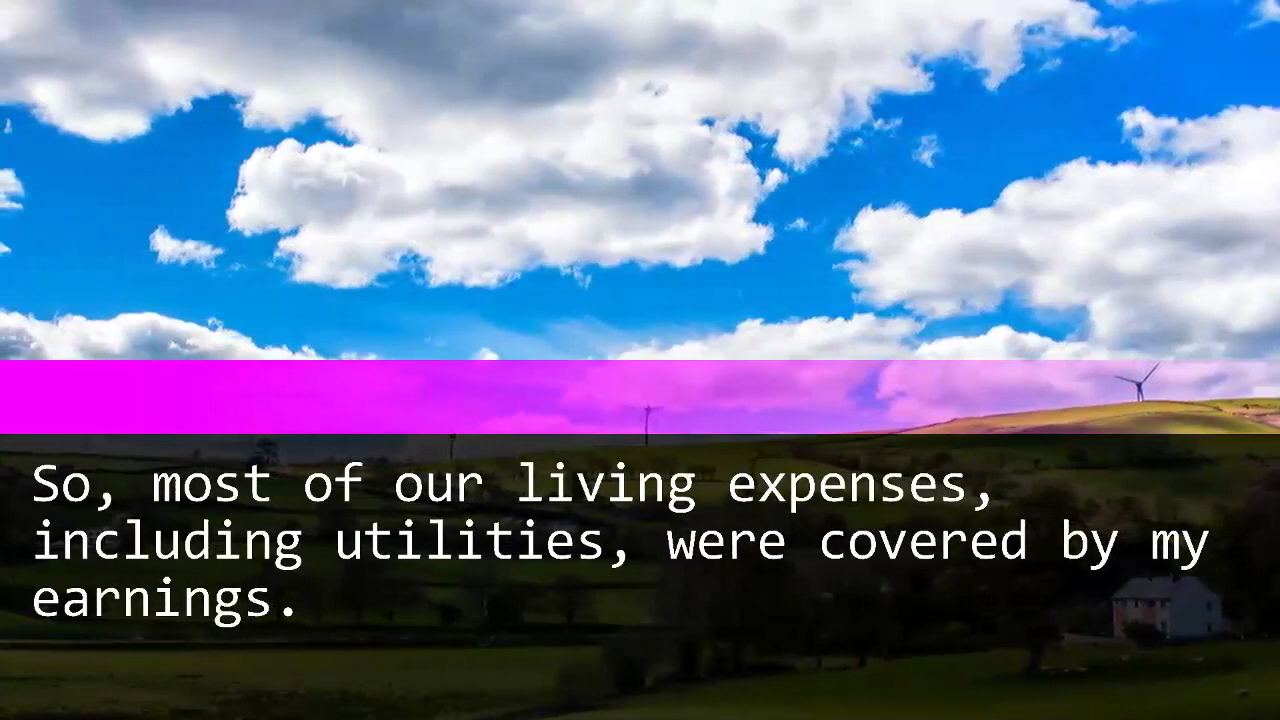 So, most of our living expenses,
including utilities, were covered by my
earnings.